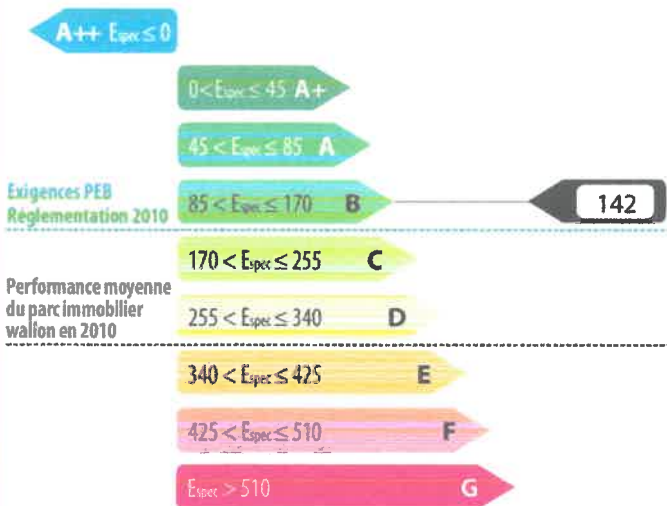 A++ Espec ≤ 0
0 < Espec ≤ 45 A+
45 < Espec ≤ 85 A
Exigences PEB
Réglementation 2010
85 < Espec ≤ 170 B
142
170 < Espec ≤ 255 C
Performance moyenne
du parc immobilier
wallon en 2010
255 < Espec ≤ 340 D
340 < Espec ≤ 425 E
425 < Espec ≤ 510 F
Espec > 510 G